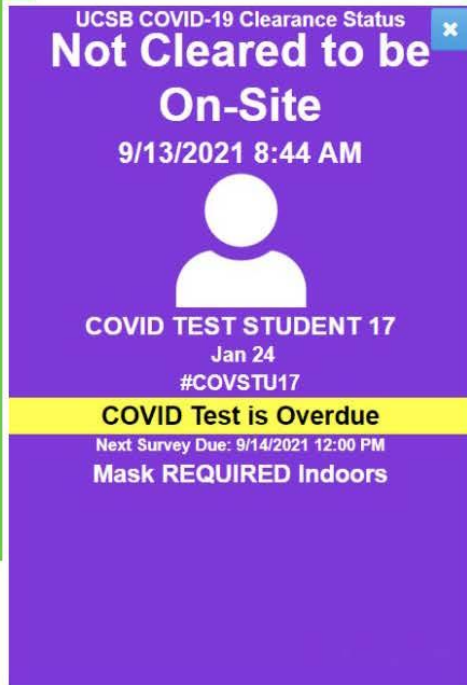 UCSB COVID-19 Clearance Status
Not Cleared to be
On-Site
9/13/2021 8:44 AM
COVID TEST STUDENT 17
Jan 24
#COVSTU17
COVID Test is Overdue
Next Survey Due: 9/14/2021 12:00 PM
Mask REQUIRED Indoors